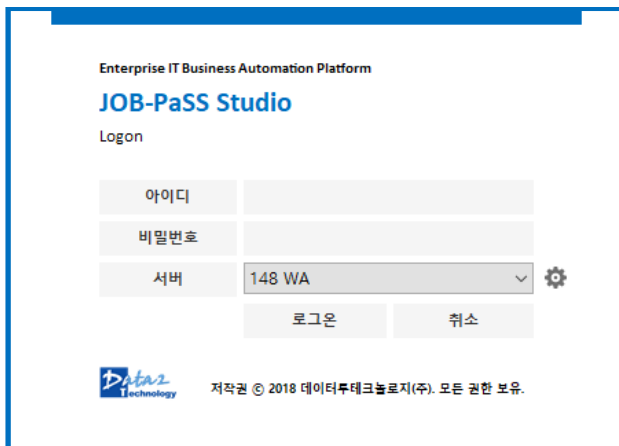 Enterprise IT Business Automation Platform
JOB-PaSS Studio
Logon
아이디
비밀번호
서버 148 WA
로그온 취소
Data2
Technology
저작권 ⓒ 2018 데이터투테크놀로지(주). 모든 권한 보유.